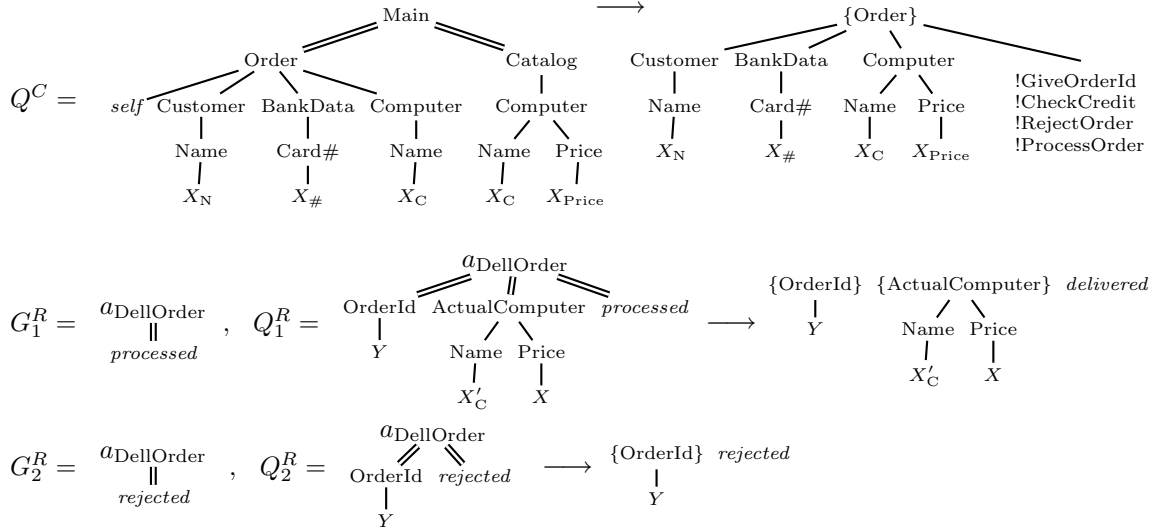 Main ⟶ {Order}
Order Catalog Customer BankData Computer
Q^C = self Customer BankData Computer Computer Name Card# Name Price !GiveOrderId
!CheckCredit
!RejectOrder
Name Card# Name Name Price X_N X_# X_C X_Price !ProcessOrder
X_N X_# X_C X_C X_Price
a_DellOrder
G_1^R = a_DellOrder , Q_1^R = OrderId ActualComputer processed ⟶ {OrderId} {ActualComputer} delivered
processed Y Name Price Y Name Price
X'_C X X'_C X
a_DellOrder
G_2^R = a_DellOrder , Q_2^R = OrderId rejected ⟶ {OrderId} rejected
rejected Y Y